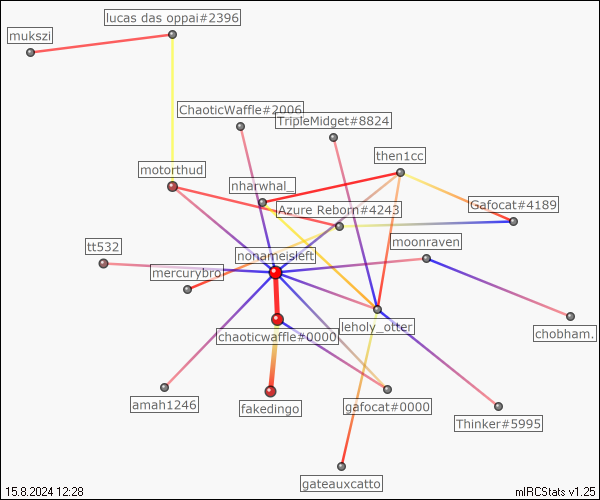 lucas das oppai#2396
mukszi
ChaoticWaffle#2006
TripleMidget#8824
then1cc
motorthud
nharwhal_
Gafocat#4189
Azure Reborn#4243
tt532
moonraven
nonameisleft
mercurybro
leholy_otter
chobham.
chaoticwaffle#0000
amah1246
fakedingo
gafocat#0000
Thinker#5995
gateauxcatto
15.8.2024 12:28
mIRCStats v1.25